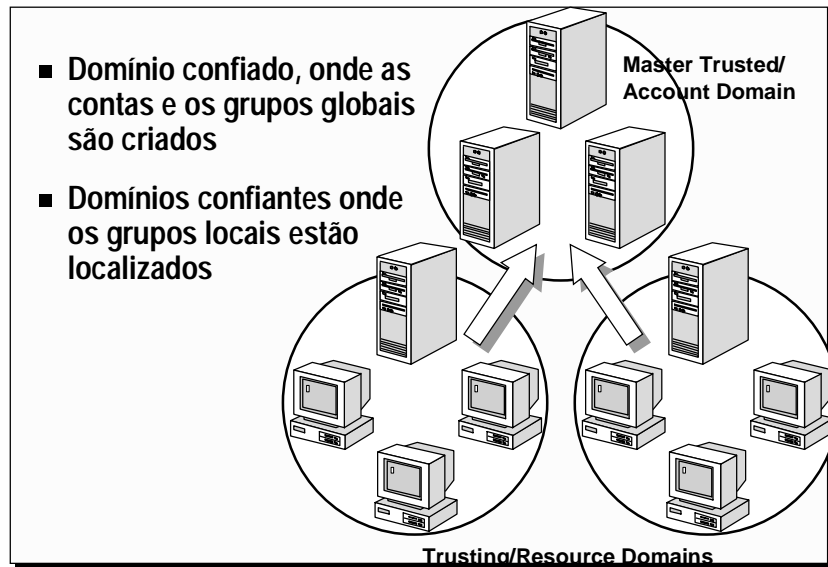 ■ Domínio confiado, onde as
contas e os grupos globais
são criados
■ Domínios confiantes onde
os grupos locais estão
localizados
Master Trusted/
Account Domain
Trusting/Resource Domains